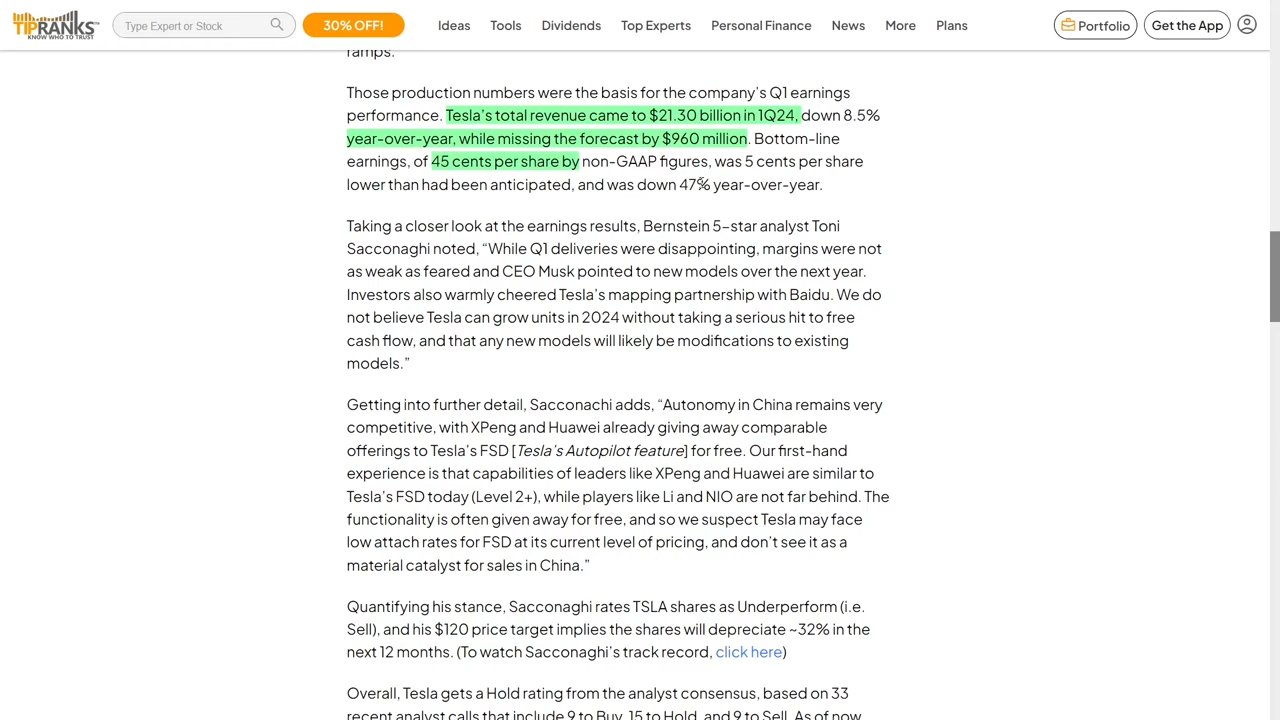 TIPRANKS
KNOW WHO TO TRUST
Type Expert or Stock
30% OFF!
Ideas
Tools
Dividends
Top Experts
Personal Finance
News
More
Plans
Portfolio
Get the App
ramps.
Those production numbers were the basis for the company's Q1 earnings
performance. Tesla's total revenue came to $21.30 billion in 1Q24, down 8.5%
year-over-year, while missing the forecast by $960 million. Bottom-line
earnings, of 45 cents per share by non-GAAP figures, was 5 cents per share
lower than had been anticipated, and was down 47% year-over-year.
Taking a closer look at the earnings results, Bernstein 5-star analyst Toni
Sacconaghi noted, “While Q1 deliveries were disappointing, margins were not
as weak as feared and CEO Musk pointed to new models over the next year.
Investors also warmly cheered Tesla's mapping partnership with Baidu. We do
not believe Tesla can grow units in 2024 without taking a serious hit to free
cash flow, and that any new models will likely be modifications to existing
models.”
Getting into further detail, Sacconachi adds, “Autonomy in China remains very
competitive, with XPeng and Huawei already giving away comparable
offerings to Tesla's FSD [Tesla's Autopilot feature] for free. Our first-hand
experience is that capabilities of leaders like XPeng and Huawei are similar to
Tesla's FSD today (Level 2+), while players like Li and NIO are not far behind. The
functionality is often given away for free, and so we suspect Tesla may face
low attach rates for FSD at its current level of pricing, and don't see it as a
material catalyst for sales in China.”
Quantifying his stance, Sacconaghi rates TSLA shares as Underperform (i.e.
Sell), and his $120 price target implies the shares will depreciate ~32% in the
next 12 months. (To watch Sacconaghi's track record, click here)
Overall, Tesla gets a Hold rating from the analyst consensus, based on 33
recent analyst calls that include 9 to Buy, 15 to Hold, and 9 to Sell. As of now,